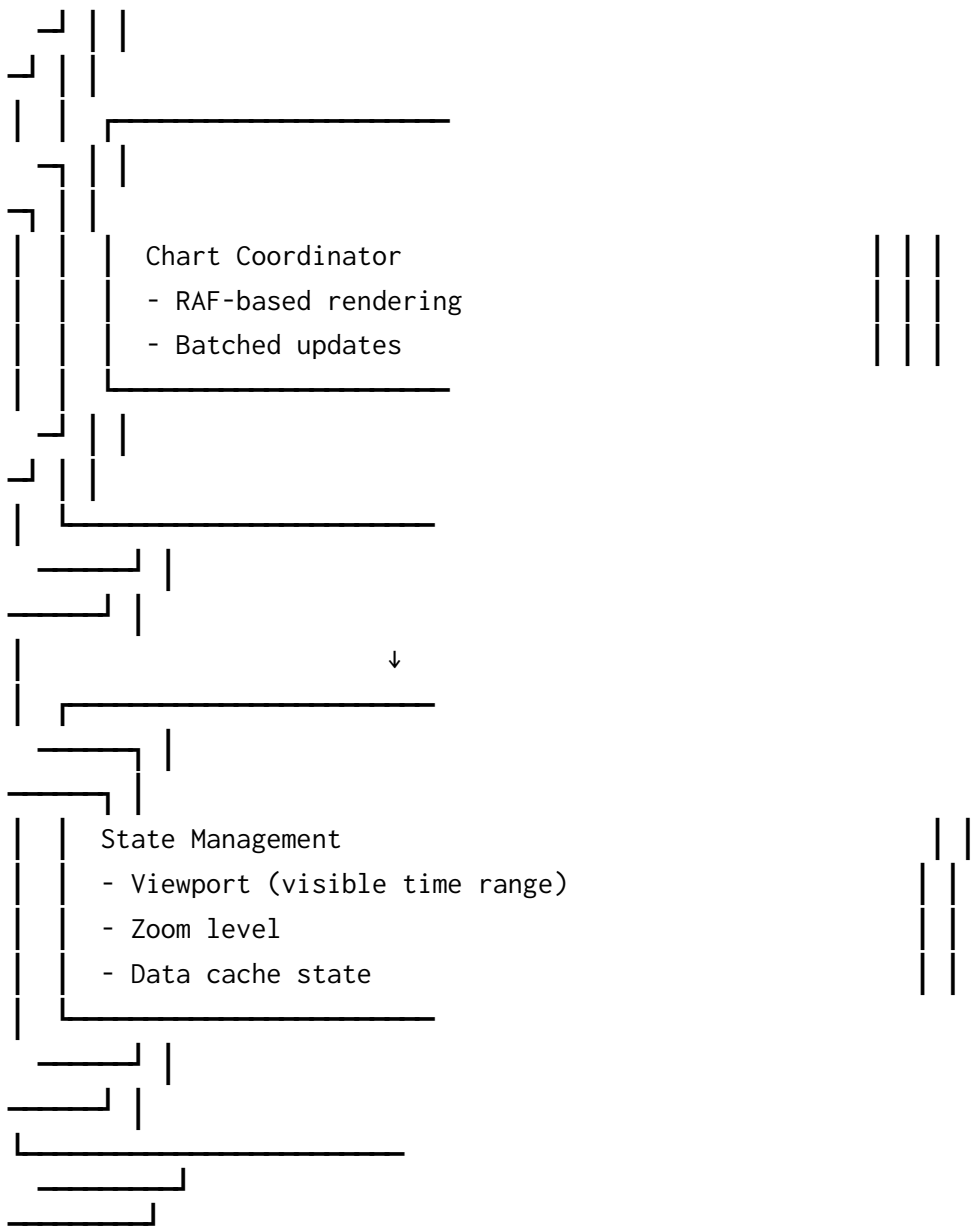 Chart Coordinator
- RAF-based rendering
- Batched updates
↓
State Management
- Viewport (visible time range)
- Zoom level
- Data cache state